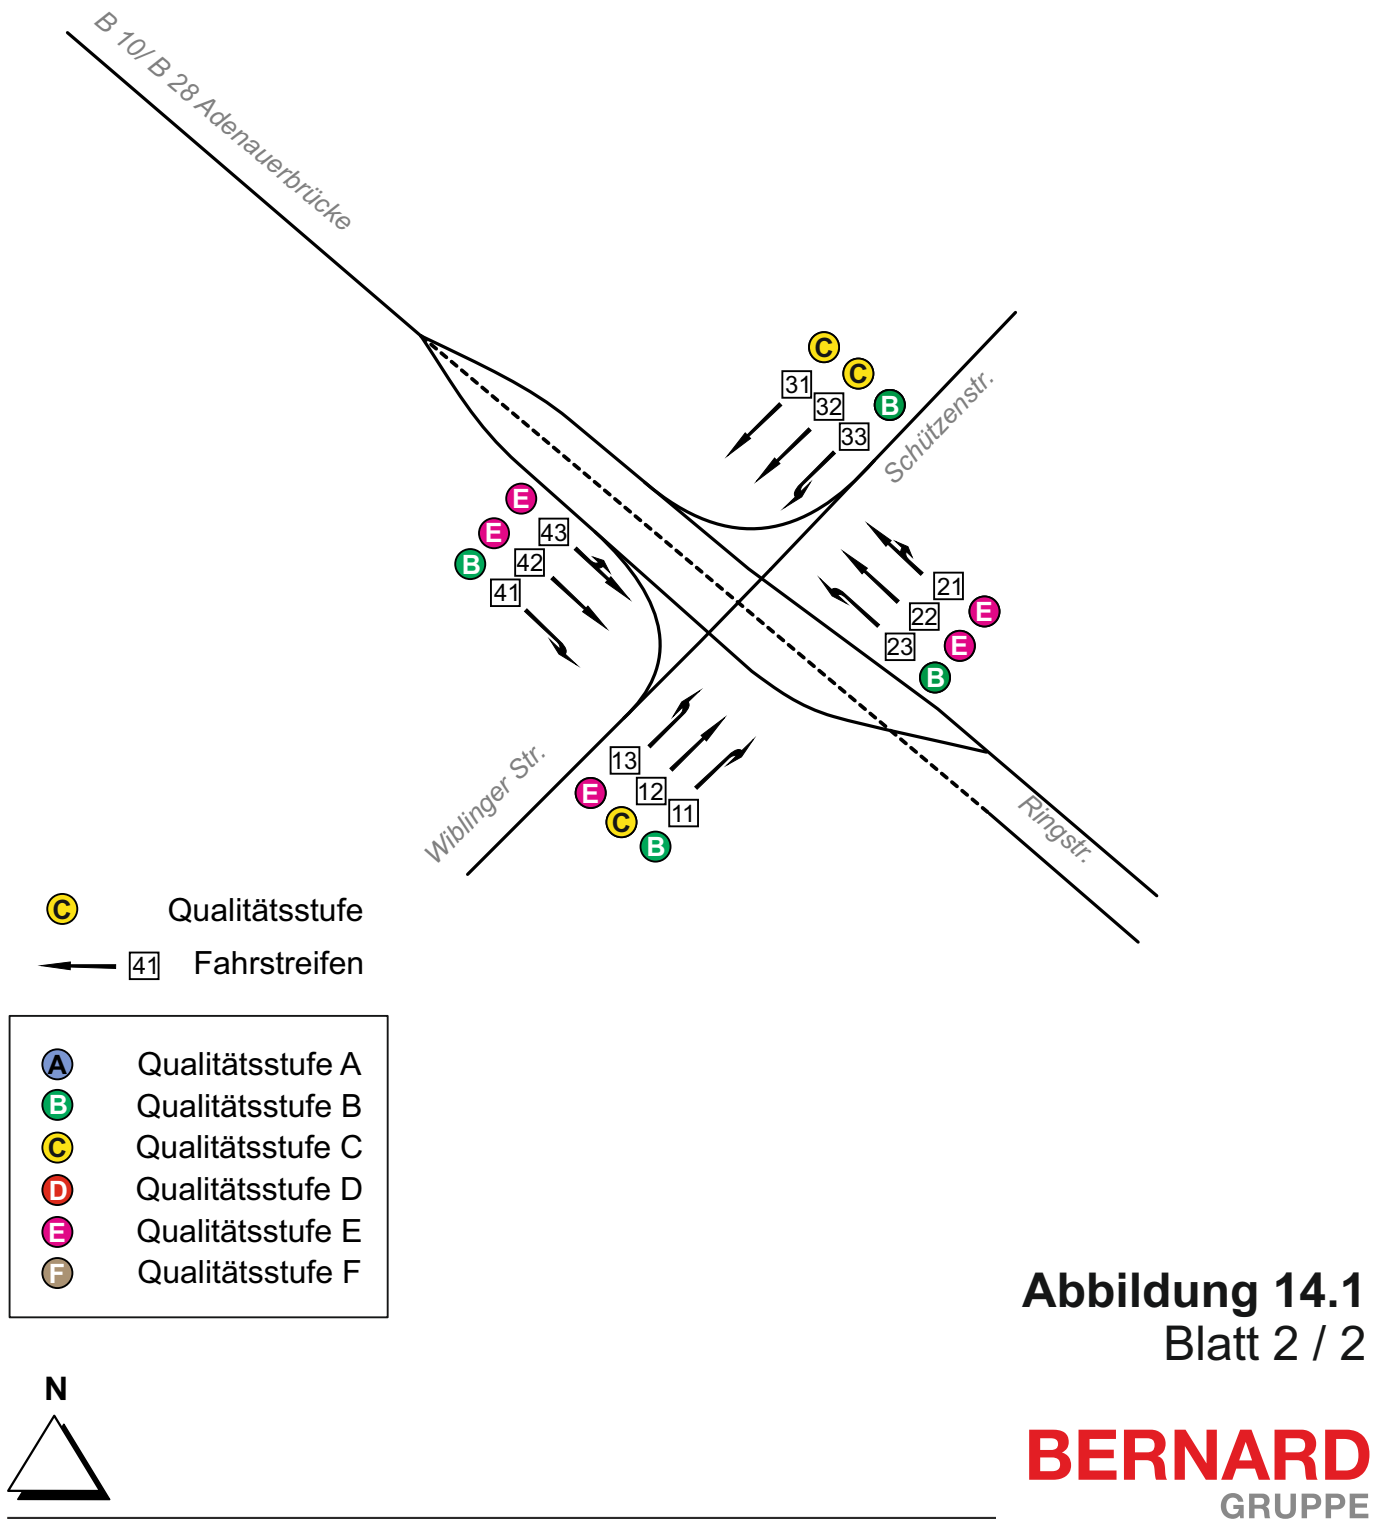 B 10/ B 28 Adenauerbrücke
C
C
31
B
32
33
Schützenstr.
E
E
43
B
42
41
21
E
22
E
23
B
Wiblinger Str.
13
E
12
C
11
B
Ringstr.
C Qualitätsstufe
41 Fahrstreifen
A Qualitätsstufe A
B Qualitätsstufe B
C Qualitätsstufe C
D Qualitätsstufe D
E Qualitätsstufe E
F Qualitätsstufe F
Abbildung 14.1
Blatt 2 / 2
N
BERNARD
GRUPPE